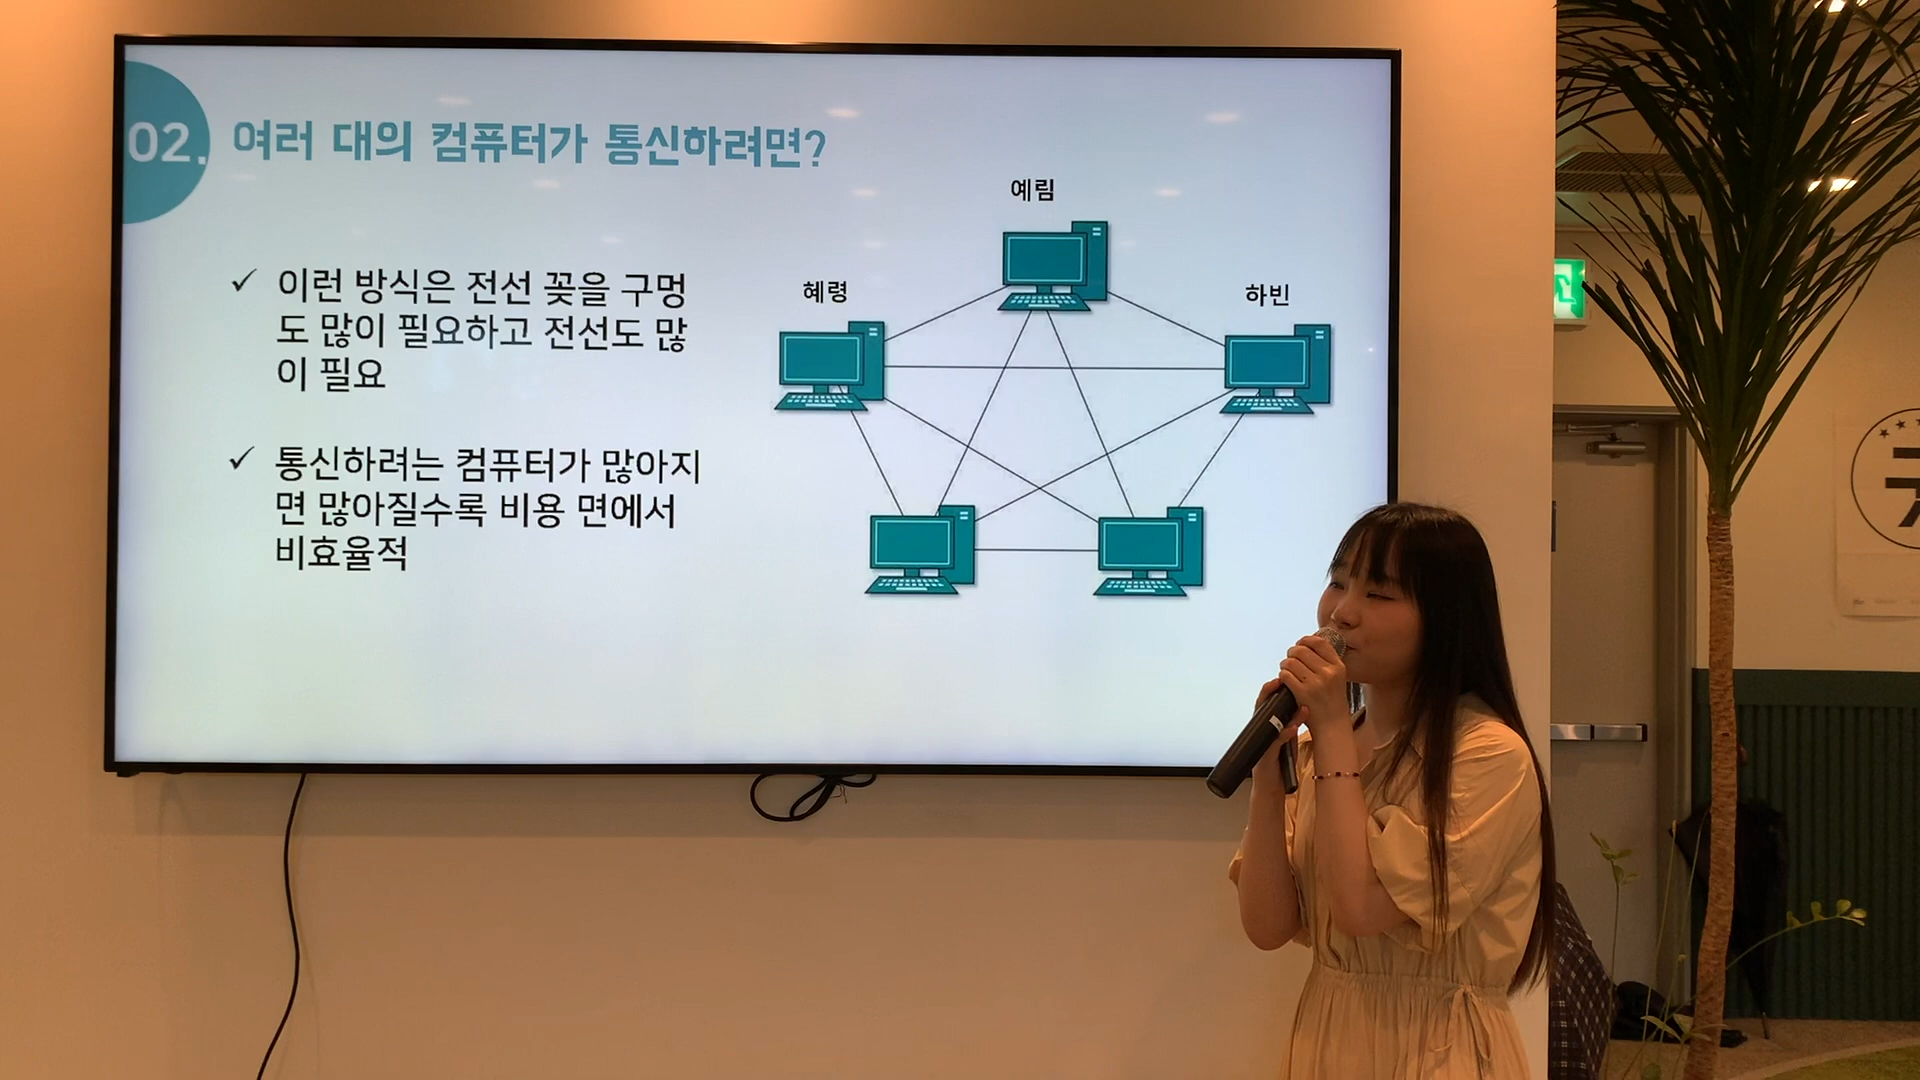 02. 여러 대의 컴퓨터가 통신하려면?
예림
혜령
하빈
✓ 이런 방식은 전선 꽂을 구멍
도 많이 필요하고 전선도 많
이 필요
✓ 통신하려는 컴퓨터가 많아지
면 많아질수록 비용 면에서
비효율적